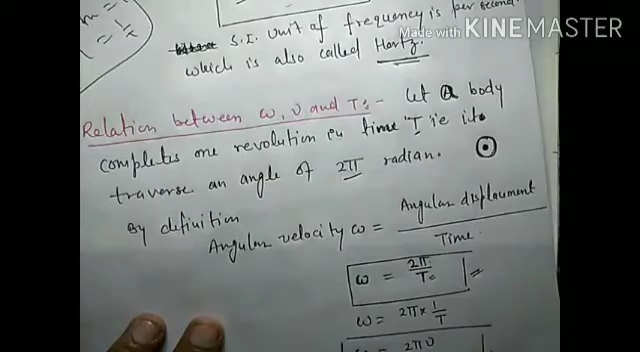 Made with KINEMASTER
n =
= 1/T
S.I. Unit of frequency is per second
which is also called Hertz.
Relation between ω, ν and T:- Let a body
completes one revolution in time 'T' i.e it
traverse an angle of 2π radian.
By definition
Angular velocity ω = Angular displacement
Time
ω = 2π
T
ω = 2π × 1/T
= 2πν